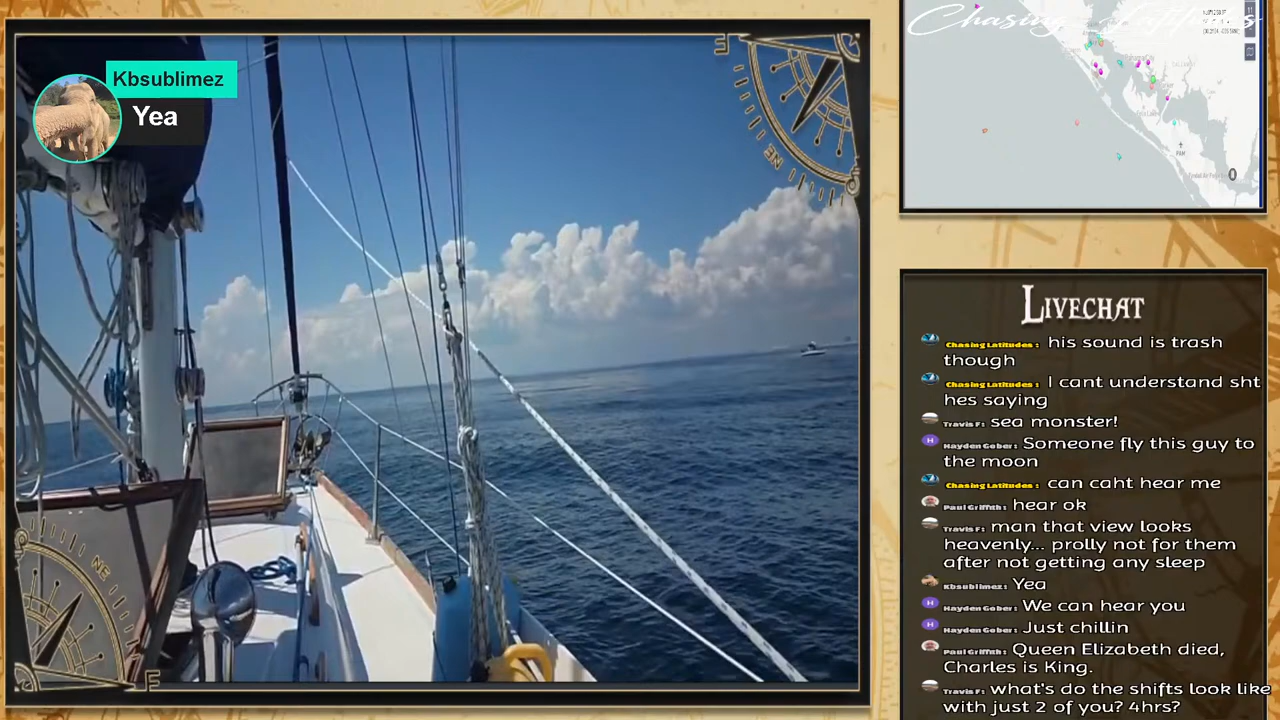 Kbsublimez
Yea
E
NE
NE
E
Chasing Latitudes
Livechat
Chasing Latitudes: his sound is trash
though
Chasing Latitudes: I cant understand sht
hes saying
Travis F: sea monster!
Hayden Gober: Someone fly this guy to
the moon
Chasing Latitudes: can caht hear me
Paul Griffith: hear ok
Travis F: man that view looks
heavenly... prolly not for them
after not getting any sleep
Kbsublimez: Yea
Hayden Gober: We can hear you
Hayden Gober: Just chillin
Paul Griffith: Queen Elizabeth died,
Charles is King.
Travis F: what's do the shifts look like
with just 2 of you? 4hrs?